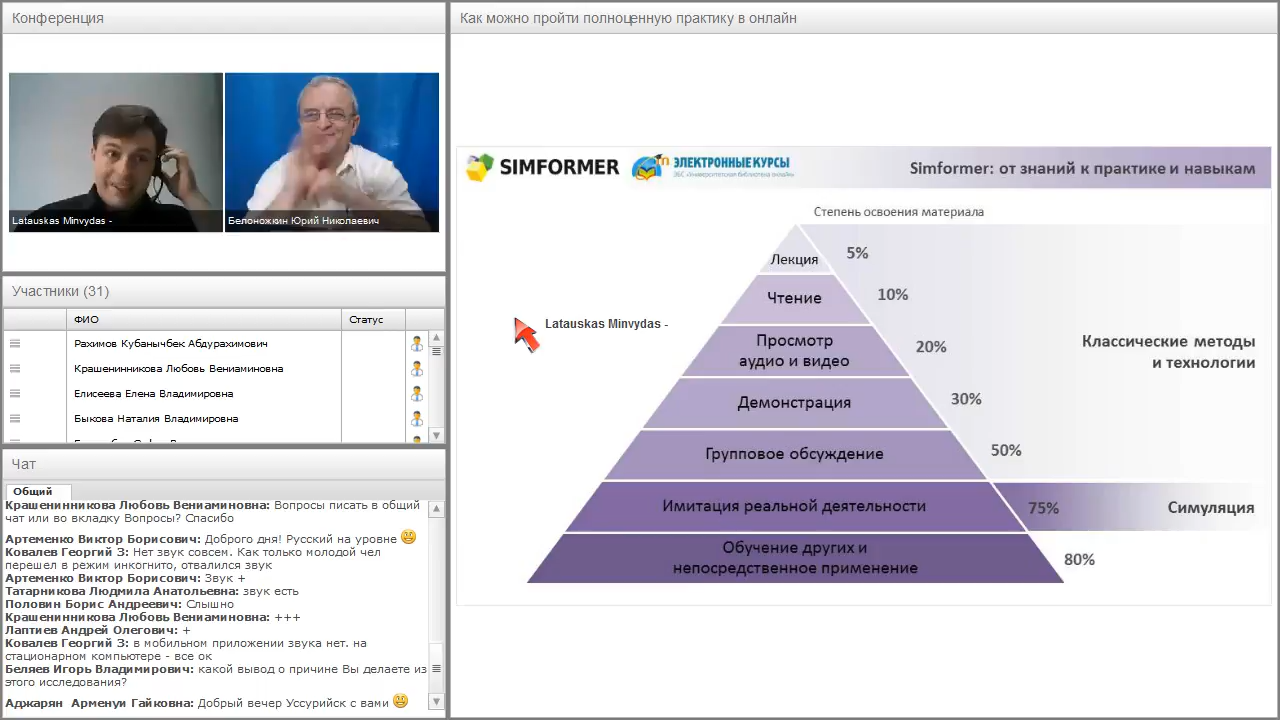 Конференция
Latauskas Minvydas -
Белоножкин Юрий Николаевич
Участники (31)
ФИО
Статус
Рахимов Кубанычбек Абдурахимович
Крашенинникова Любовь Вениаминовна
Елисеева Елена Владимировна
Быкова Наталия Владимировна
Чат
Общий
Крашенинникова Любовь Вениаминовна: Вопросы писать в общий
чат или во вкладку Вопросы? Спасибо
Артеменко Виктор Борисович: Доброго дня! Русский на уровне
Ковалев Георгий З: Нет звук совсем. Как только молодой чел
перешел в режим инкогнито, отвалился звук
Артеменко Виктор Борисович: Звук +
Татарникова Людмила Анатольевна: звук есть
Половин Борис Андреевич: Слышно
Крашенинникова Любовь Вениаминовна: +++
Лаптиев Андрей Олегович: +
Ковалев Георгий З: в мобильном приложении звука нет. на
стационарном компьютере - все ок
Беляев Игорь Владимирович: какой вывод о причине Вы делаете из
этого исследования?
Аджарян Арменуи Гайковна: Добрый вечер Уссурийск с вами
Как можно пройти полноценную практику в онлайн
SIMFORMER
ЭЛЕКТРОННЫЕ КУРСЫ
ЭБС «Университетская библиотека онлайн»
Simformer: от знаний к практике и навыкам
Степень освоения материала
Лекция
5%
Чтение
10%
Latauskas Minvydas -
Просмотр
аудио и видео
20%
Классические методы
и технологии
Демонстрация
30%
Групповое обсуждение
50%
Имитация реальной деятельности
75%
Симуляция
Обучение других и
непосредственное применение
80%